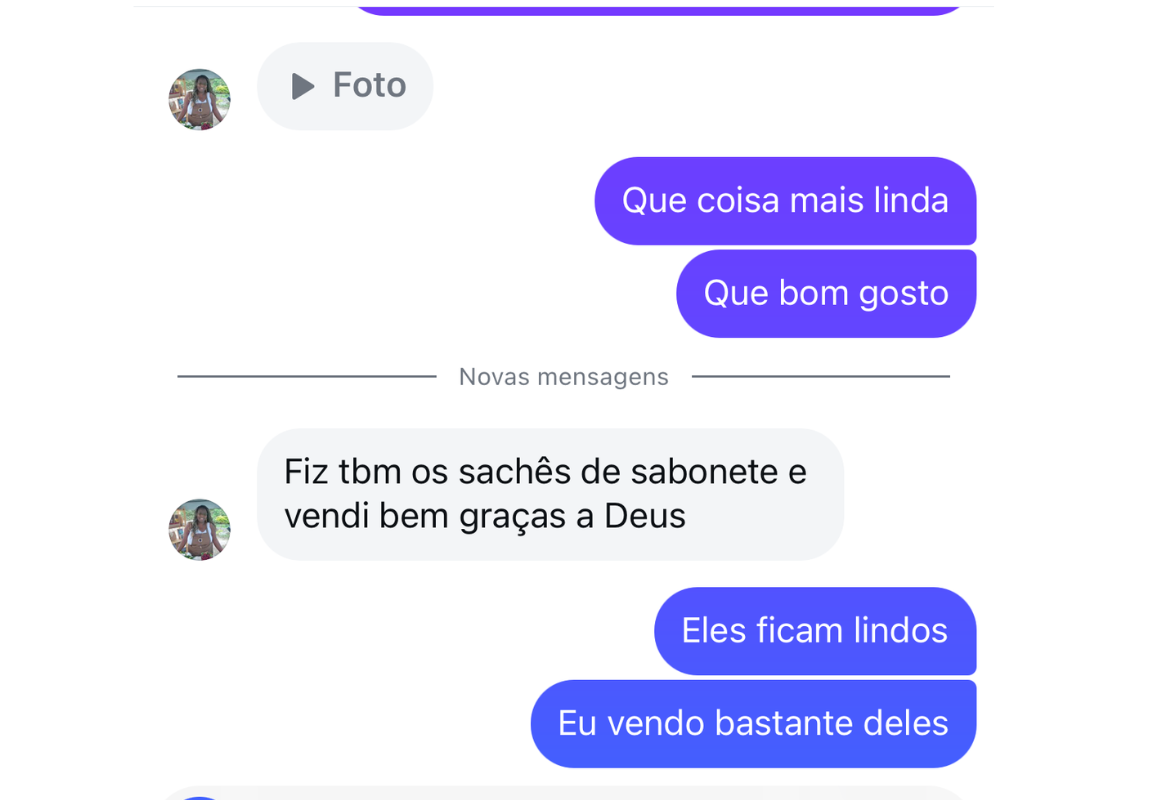 Foto
Que coisa mais linda
Que bom gosto
Novas mensagens
Fiz tbm os sachês de sabonete e
vendi bem graças a Deus
Eles ficam lindos
Eu vendo bastante deles